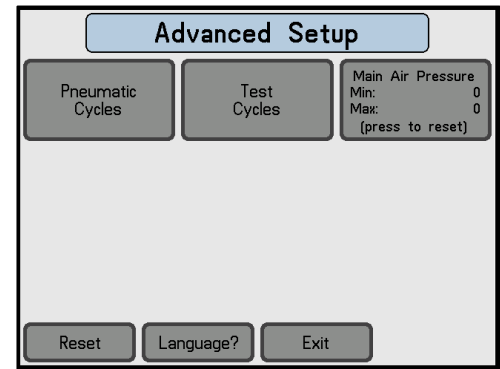 Advanced Setup
Pneumatic
Cycles
Test
Cycles
Main Air Pressure
Min: 0
Max: 0
(press to reset)
Reset
Language?
Exit